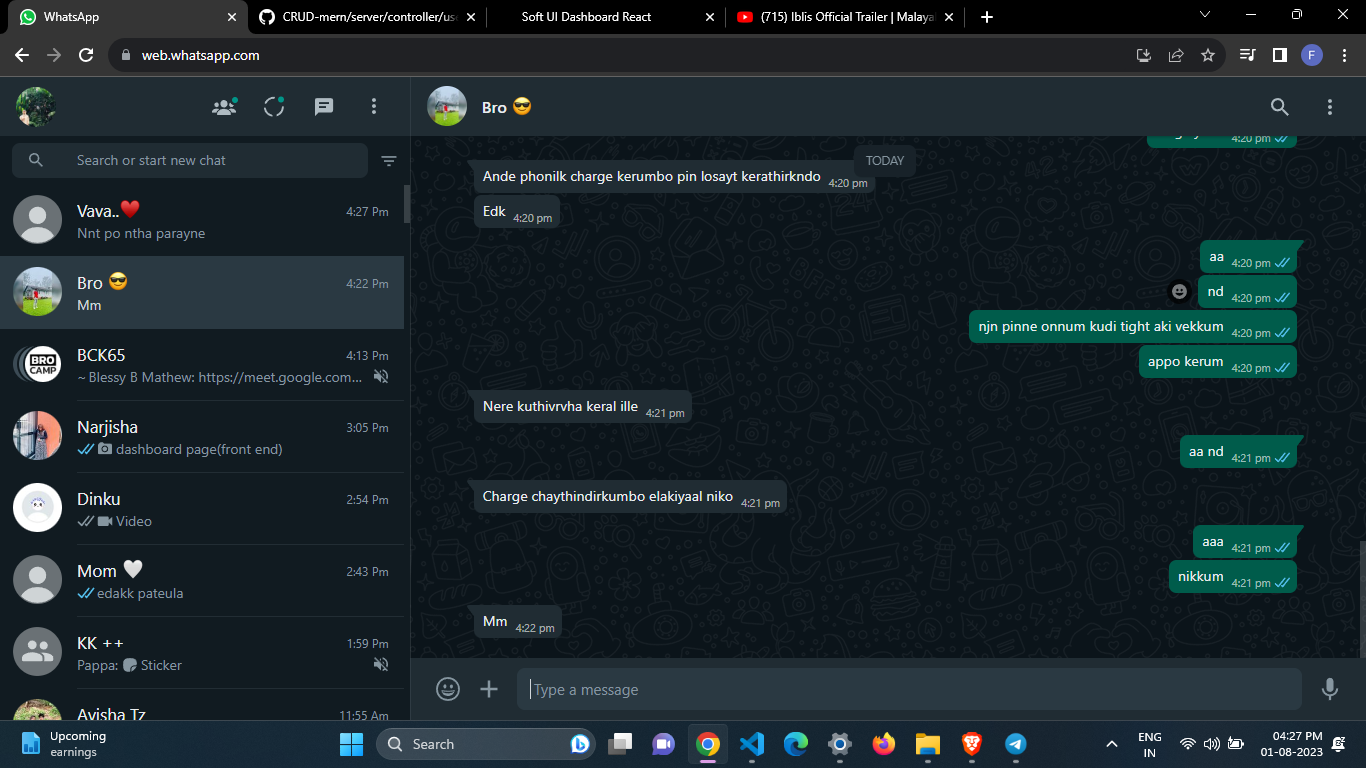 WhatsApp
CRUD-mern/server/controller/use
Soft UI Dashboard React
(715) Iblis Official Trailer | Malaya
web.whatsapp.com
F
Search or start new chat
Vava..❤️ 4:27 Pm
Nnt po ntha parayne
Bro 😎 4:22 Pm
Mm
BRO CAMP
BCK65 4:13 Pm
~ Blessy B Mathew: https://meet.google.com...
Narjisha 3:05 Pm
dashboard page(front end)
Dinku 2:54 Pm
Video
Mom 🤍 2:43 Pm
edakk pateula
KK ++ 1:59 Pm
Pappa: Sticker
Ayisha Tz 11:55 Am
Bro 😎
4:20 pm
TODAY
Ande phonilk charge kerumbo pin losayt kerathirkndo 4:20 pm
Edk 4:20 pm
aa 4:20 pm
nd 4:20 pm
njn pinne onnum kudi tight aki vekkum 4:20 pm
appo kerum 4:20 pm
Nere kuthivrvha keral ille 4:21 pm
aa nd 4:21 pm
Charge chaythindirkumbo elakiyaal niko 4:21 pm
aaa 4:21 pm
nikkum 4:21 pm
Mm 4:22 pm
Type a message
Upcoming
earnings
Search
ENG
IN
04:27 PM
01-08-2023